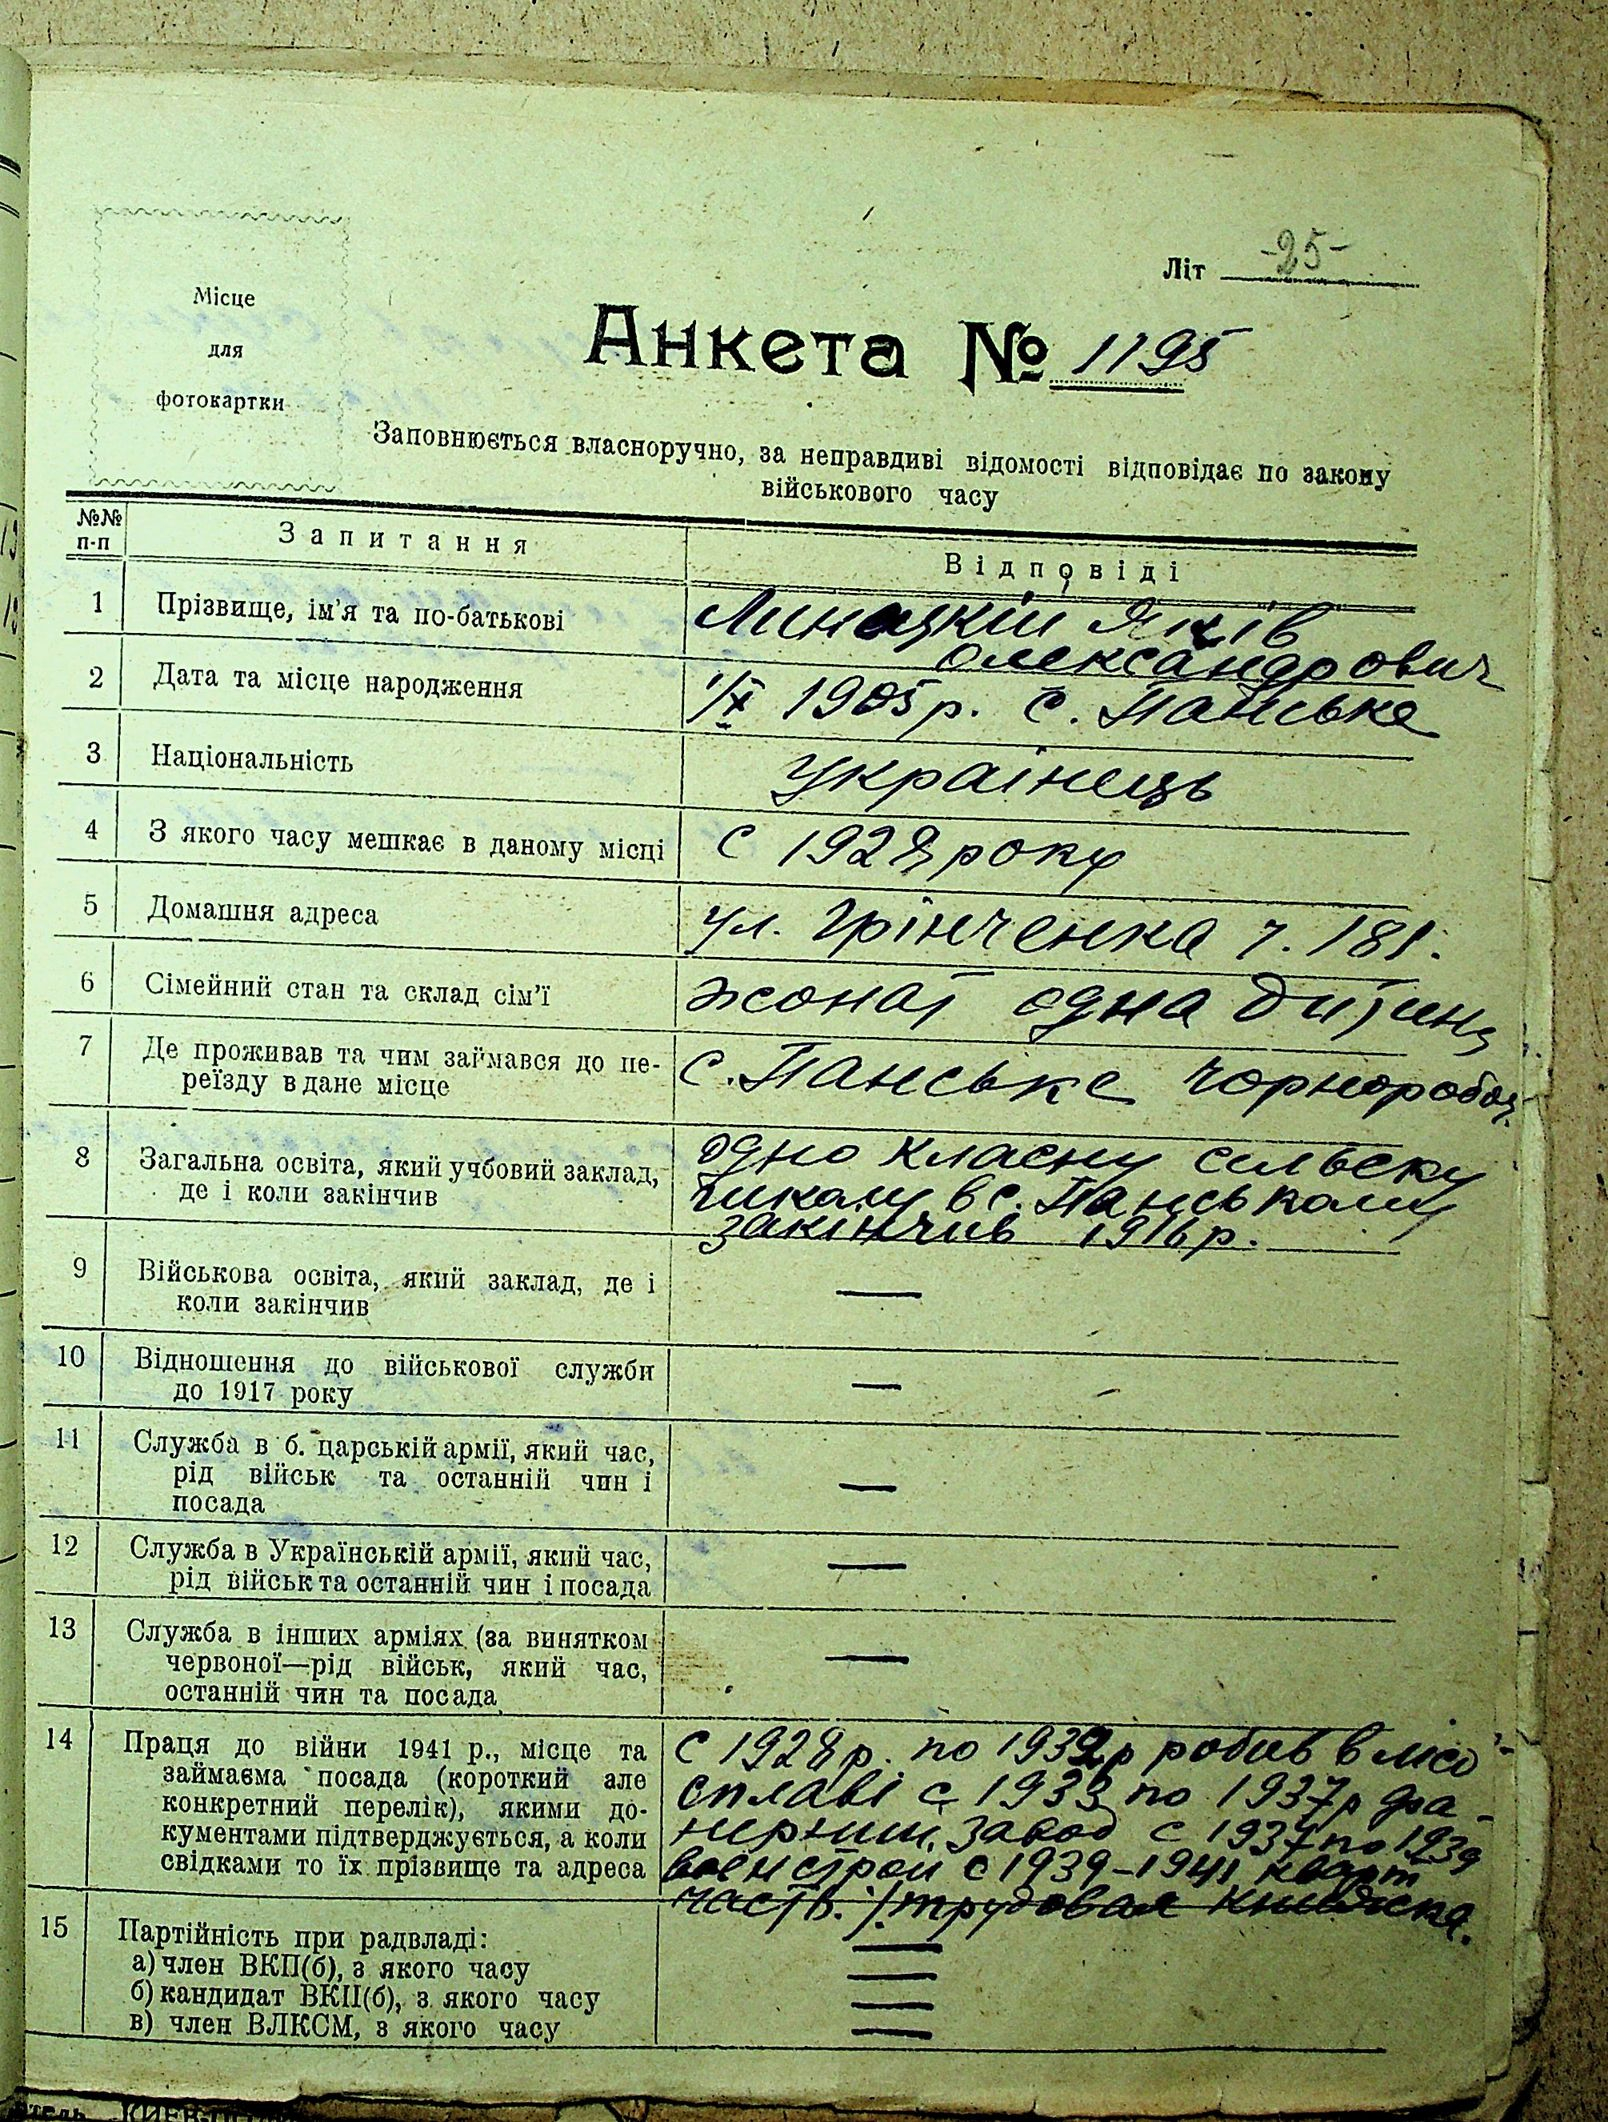 Літ -25-
Місце
для
фотокартки
Анкета № 1195
Заповнюється власноручно, за неправдиві відомості відповідає по закону
військового часу
№№ п-п
Запитання
Відповіді
1
Прізвище, ім'я та по-батькові
Яків
Олександрович
2
Дата та місце народження
1/X 1905 р. с. Панське
3
Національність
Українець
4
З якого часу мешкає в даному місці
С 1928 року
5
Домашня адреса
ул. Грінченка ч. 181.
6
Сімейний стан та склад сім'ї
жонат одна дитина
7
Де проживав та чим займався до пе-
реїзду в дане місце
с. Панське чорноробоч.
8
Загальна освіта, який учбовий заклад,
де і коли закінчив
одно класну сельску
школу в с. Панському
закінчив 1916 р.
9
Військова освіта, який заклад, де і
коли закінчив
—
10
Відношення до військової служби
до 1917 року
—
11
Служба в б. царській армії, який час,
рід військ та останній чин і
посада
—
12
Служба в Українській армії, який час,
рід військ та останній чин і посада
—
13
Служба в інших арміях (за винятком
червоної—рід військ, який час,
останній чин та посада
—
14
Праця до війни 1941 р., місце та
займаєма посада (короткий але
конкретний перелік), якими до-
кументами підтверджується, а коли
свідками то їх прізвище та адреса
С 1928 р. по 1932 р робив в лісо
сплаві с 1933 по 1937 р фа-
нерний завод с 1937 по 1939
военстрой с 1939-1941 кварт
част. трудовая книжка.
15
Партійність при радвладі:
а) член ВКП(б), з якого часу
б) кандидат ВКП(б), з якого часу
в) член ВЛКСМ, з якого часу
—
—
—
—